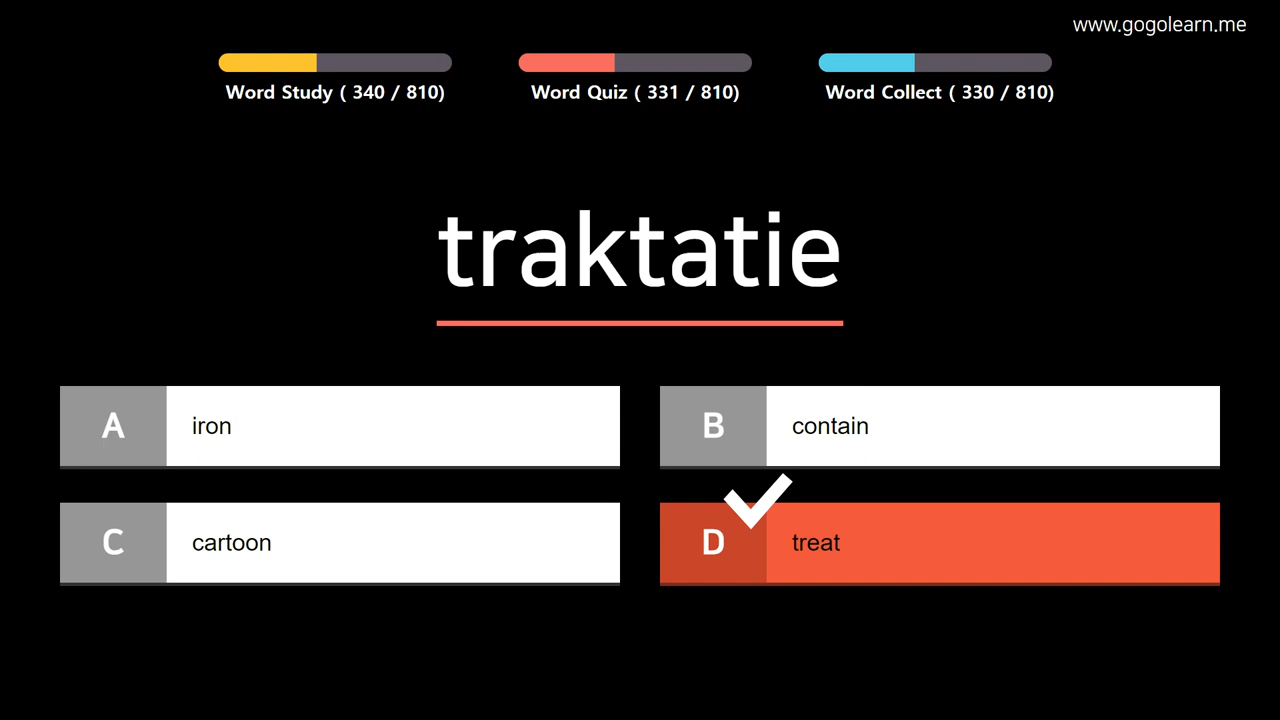 www.gogolearn.me
Word Study ( 340 / 810)
Word Quiz ( 331 / 810)
Word Collect ( 330 / 810)
traktatie
A iron
B contain
C cartoon
D treat